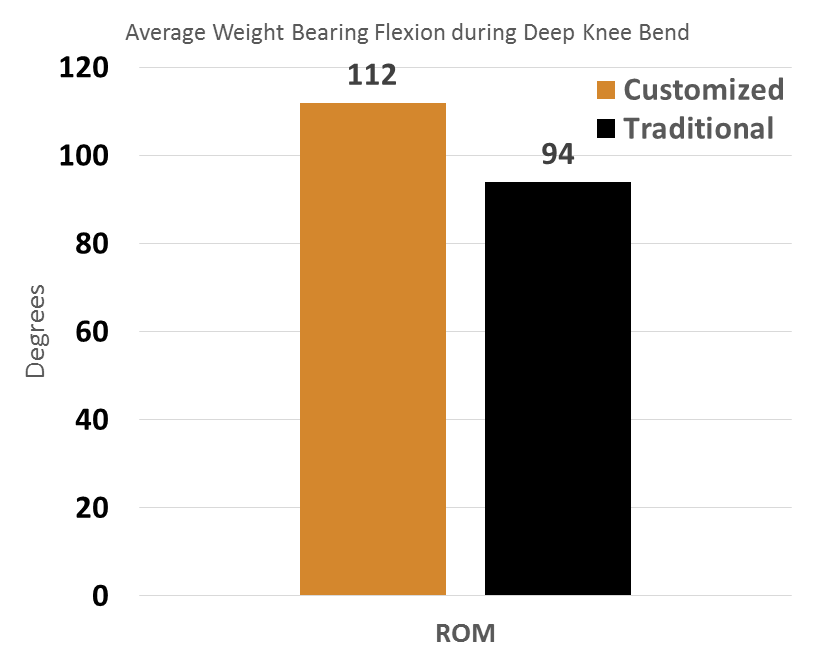 Average Weight Bearing Flexion during Deep Knee Bend
120
112
Customized
Traditional
100
94
80
60
Degrees
40
20
0
ROM